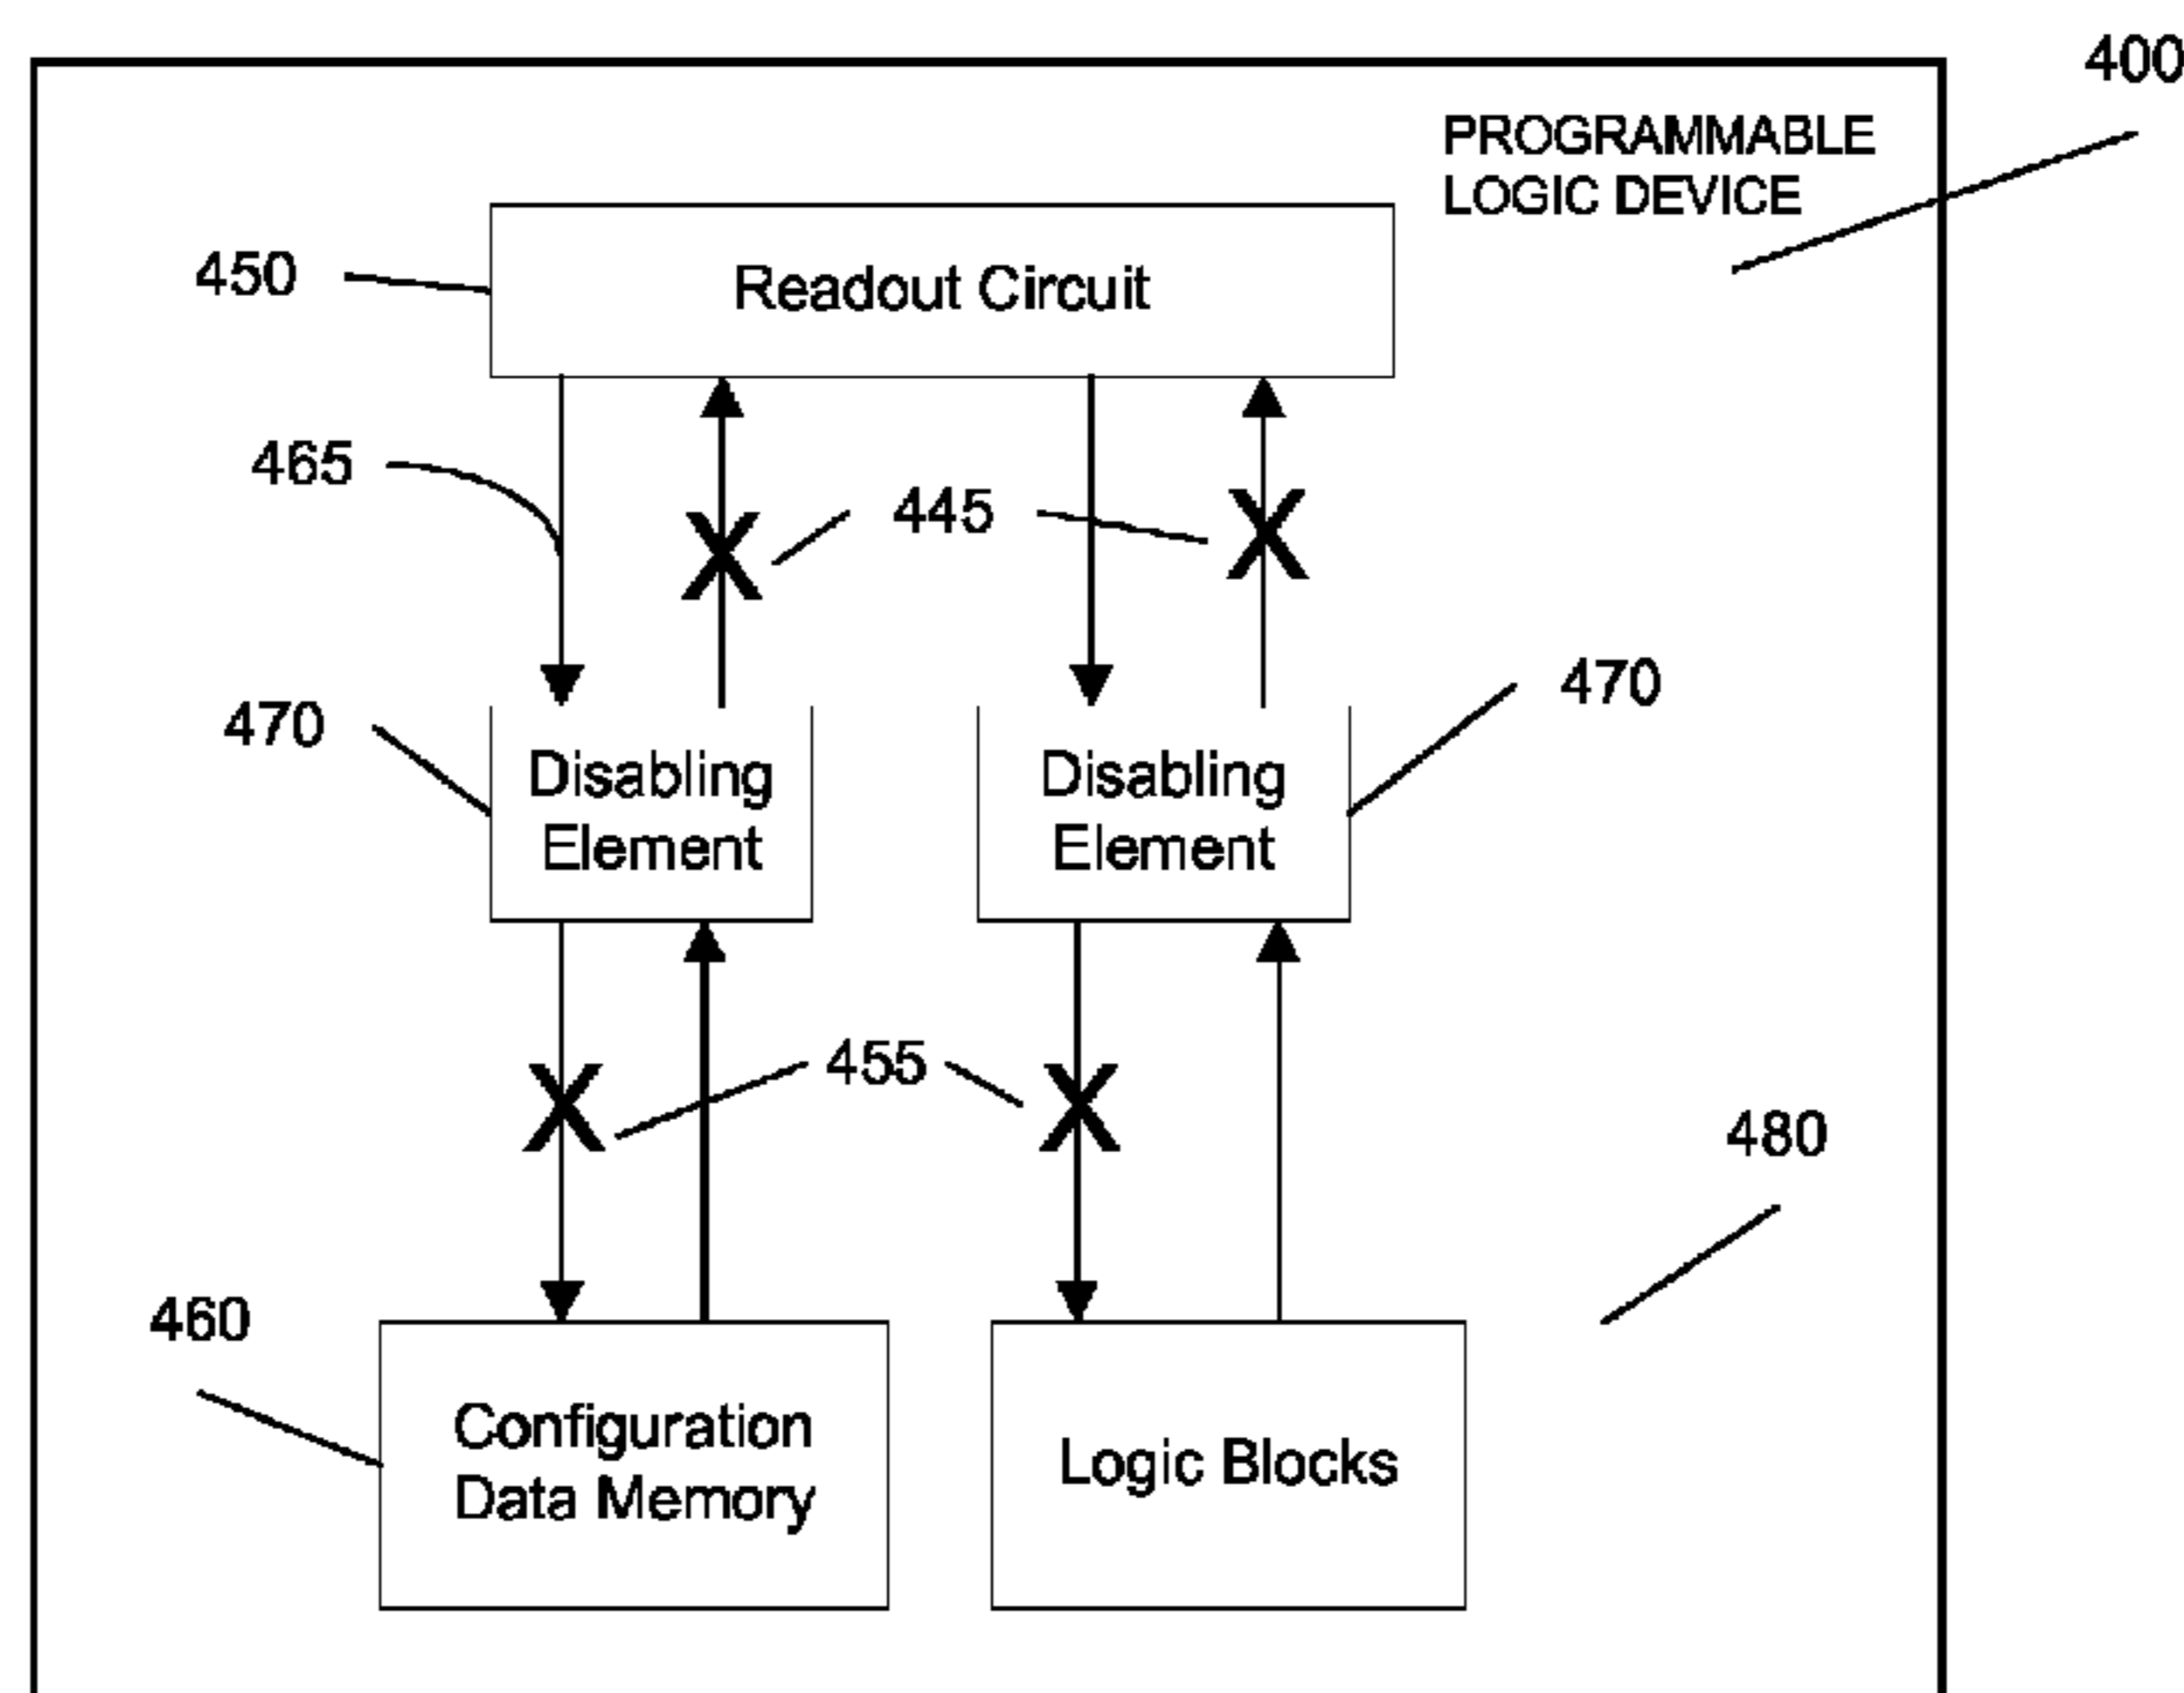 400
PROGRAMMABLE
LOGIC DEVICE
450
Readout Circuit
465
X
445
X
470
Disabling
Element
Disabling
Element
470
X
455
X
480
460
Configuration
Data Memory
Logic Blocks